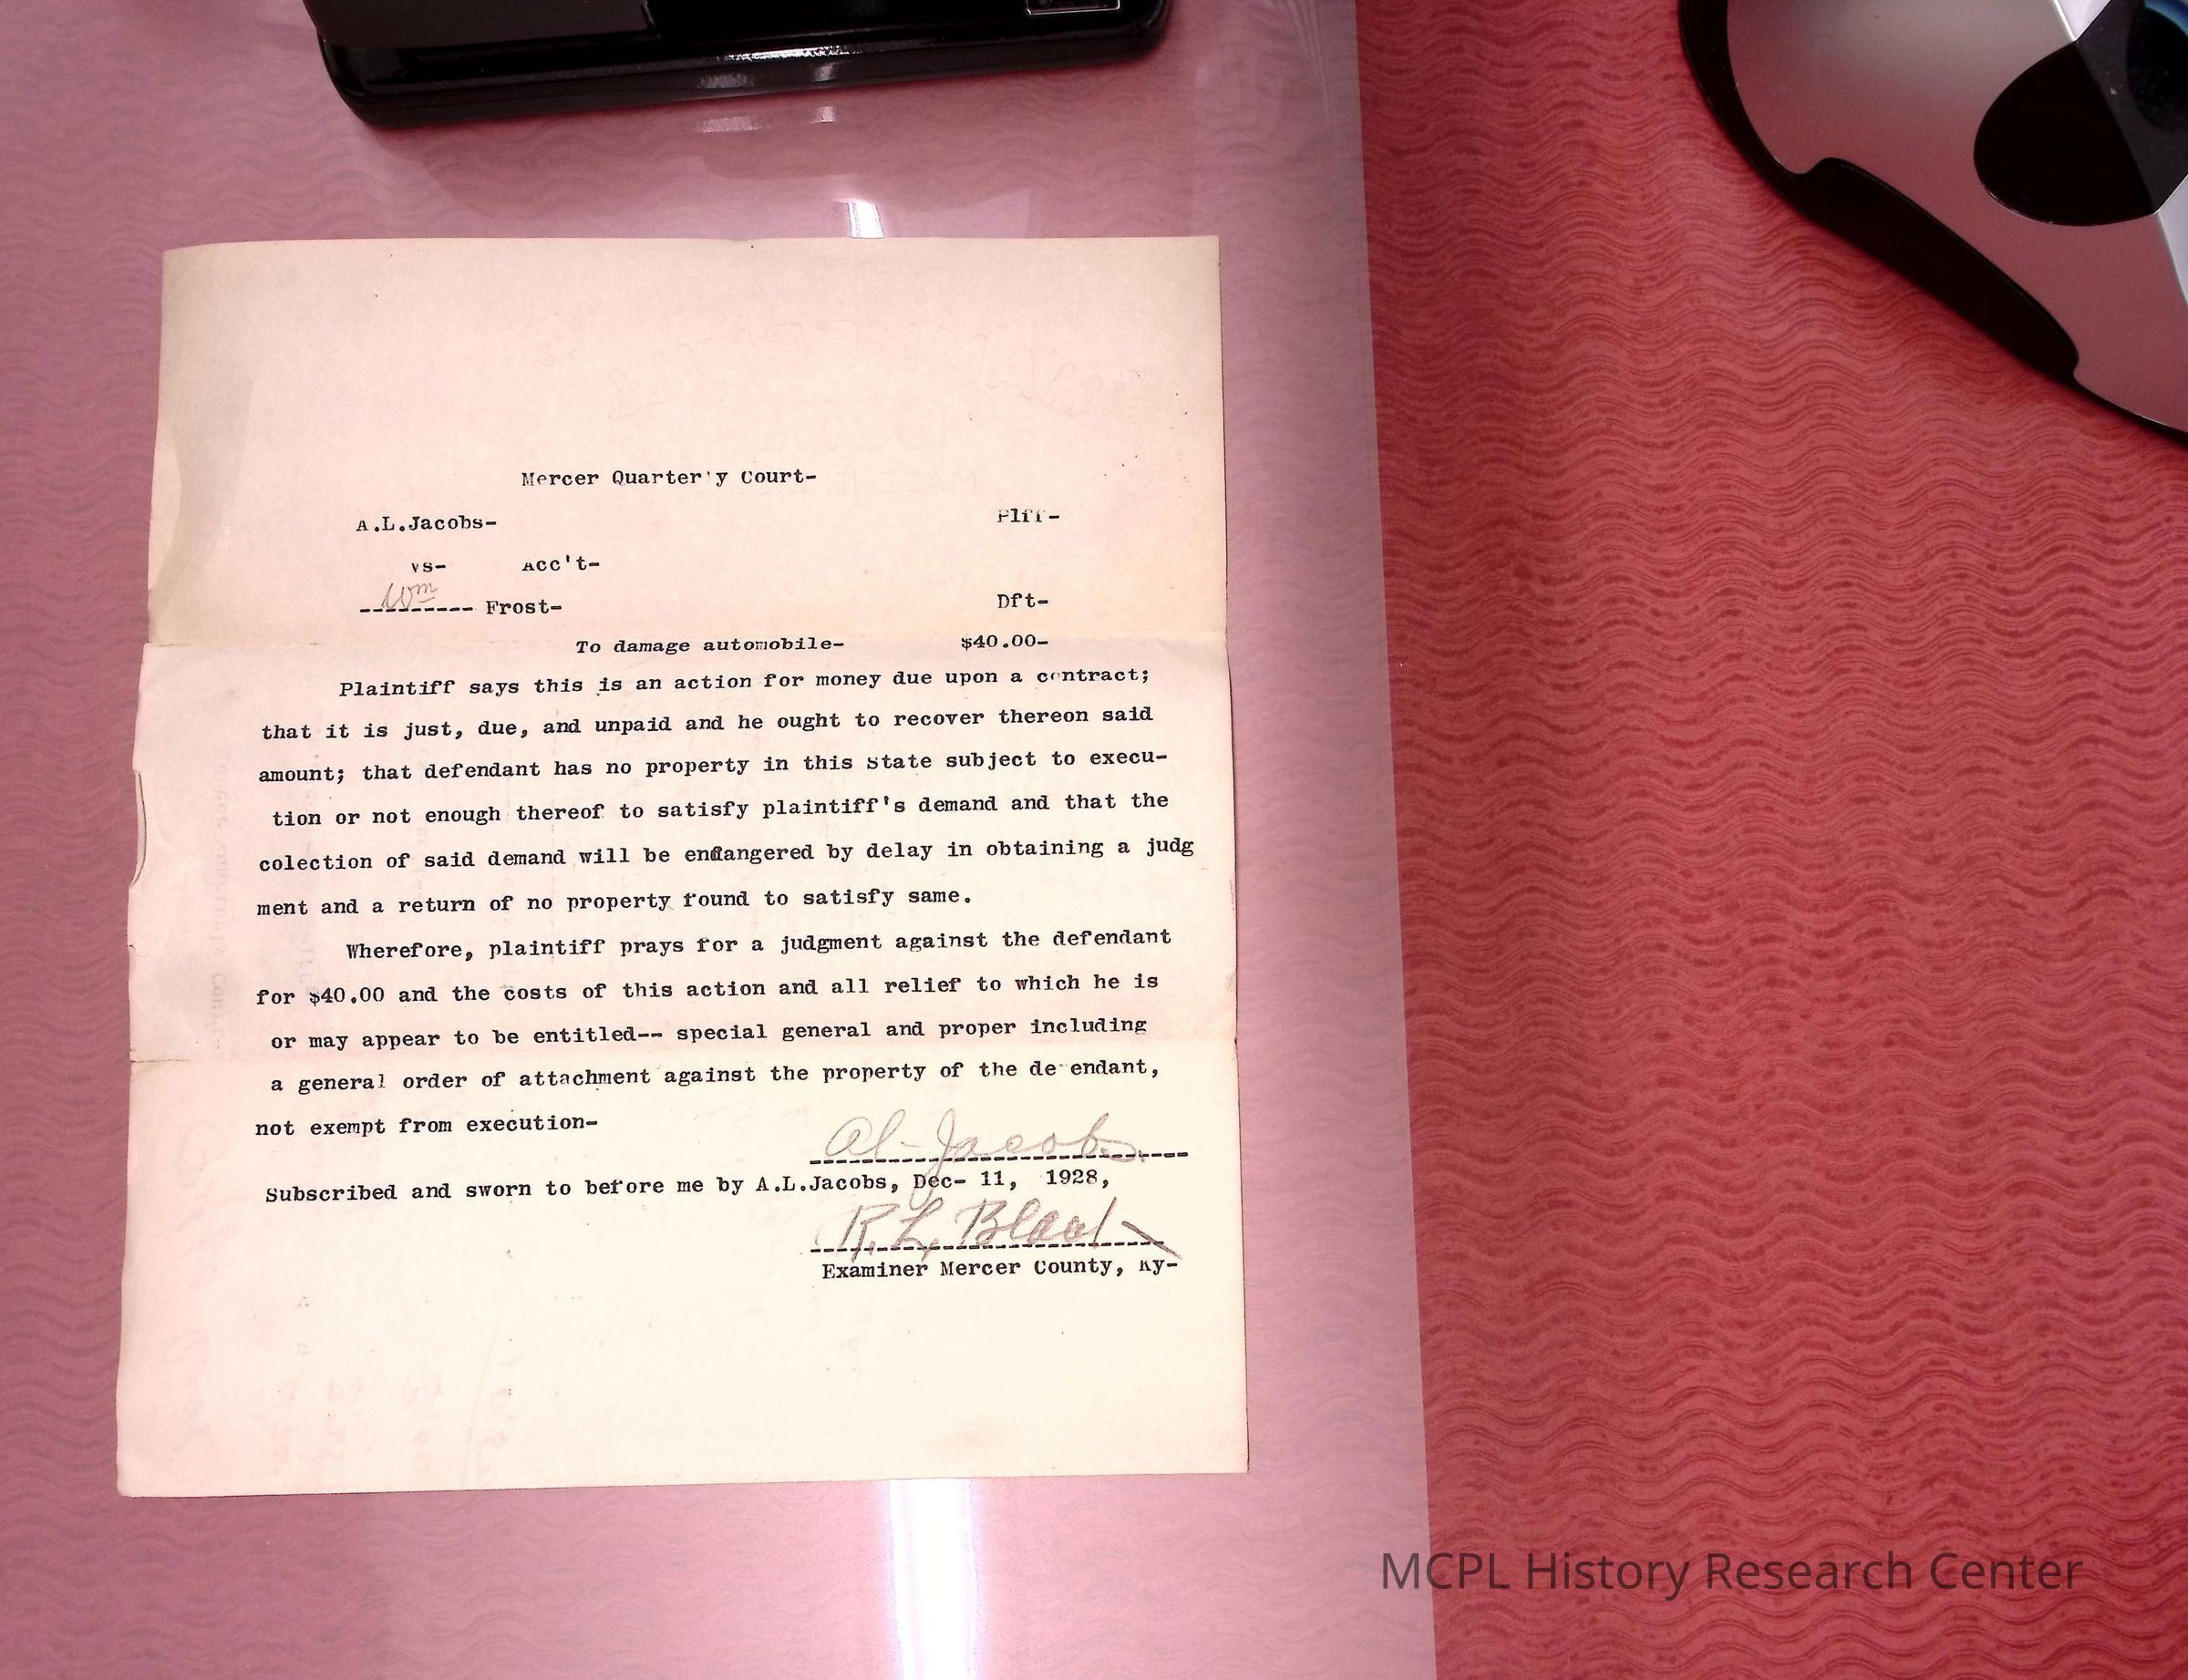 Mercer Quarter'y Court-
A.L.Jacobs- Plff-
vs- Acc't-
Wm Frost- Dft-
To damage automobile- $40.00-
Plaintiff says this is an action for money due upon a contract;
that it is just, due, and unpaid and he ought to recover thereon said
amount; that defendant has no property in this State subject to execu-
tion or not enough thereof to satisfy plaintiff's demand and that the
colection of said demand will be endangered by delay in obtaining a judg
ment and a return of no property found to satisfy same.
Wherefore, plaintiff prays for a judgment against the defendant
for $40.00 and the costs of this action and all relief to which he is
or may appear to be entitled-- special general and proper including
a general order of attachment against the property of the de endant,
not exempt from execution-
Al-Jacobs.
Subscribed and sworn to before me by A.L.Jacobs, Dec- 11, 1928,
R.L.
Examiner Mercer County, Ky-
MCPL History Research Center